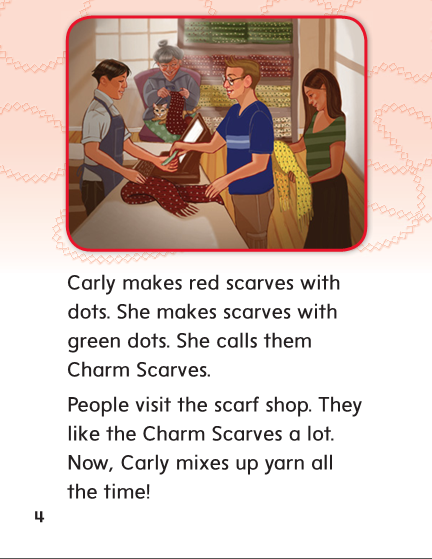 Carly makes red scarves with
dots. She makes scarves with
green dots. She calls them
Charm Scarves.
People visit the scarf shop. They
like the Charm Scarves a lot.
Now, Carly mixes up yarn all
the time!
4